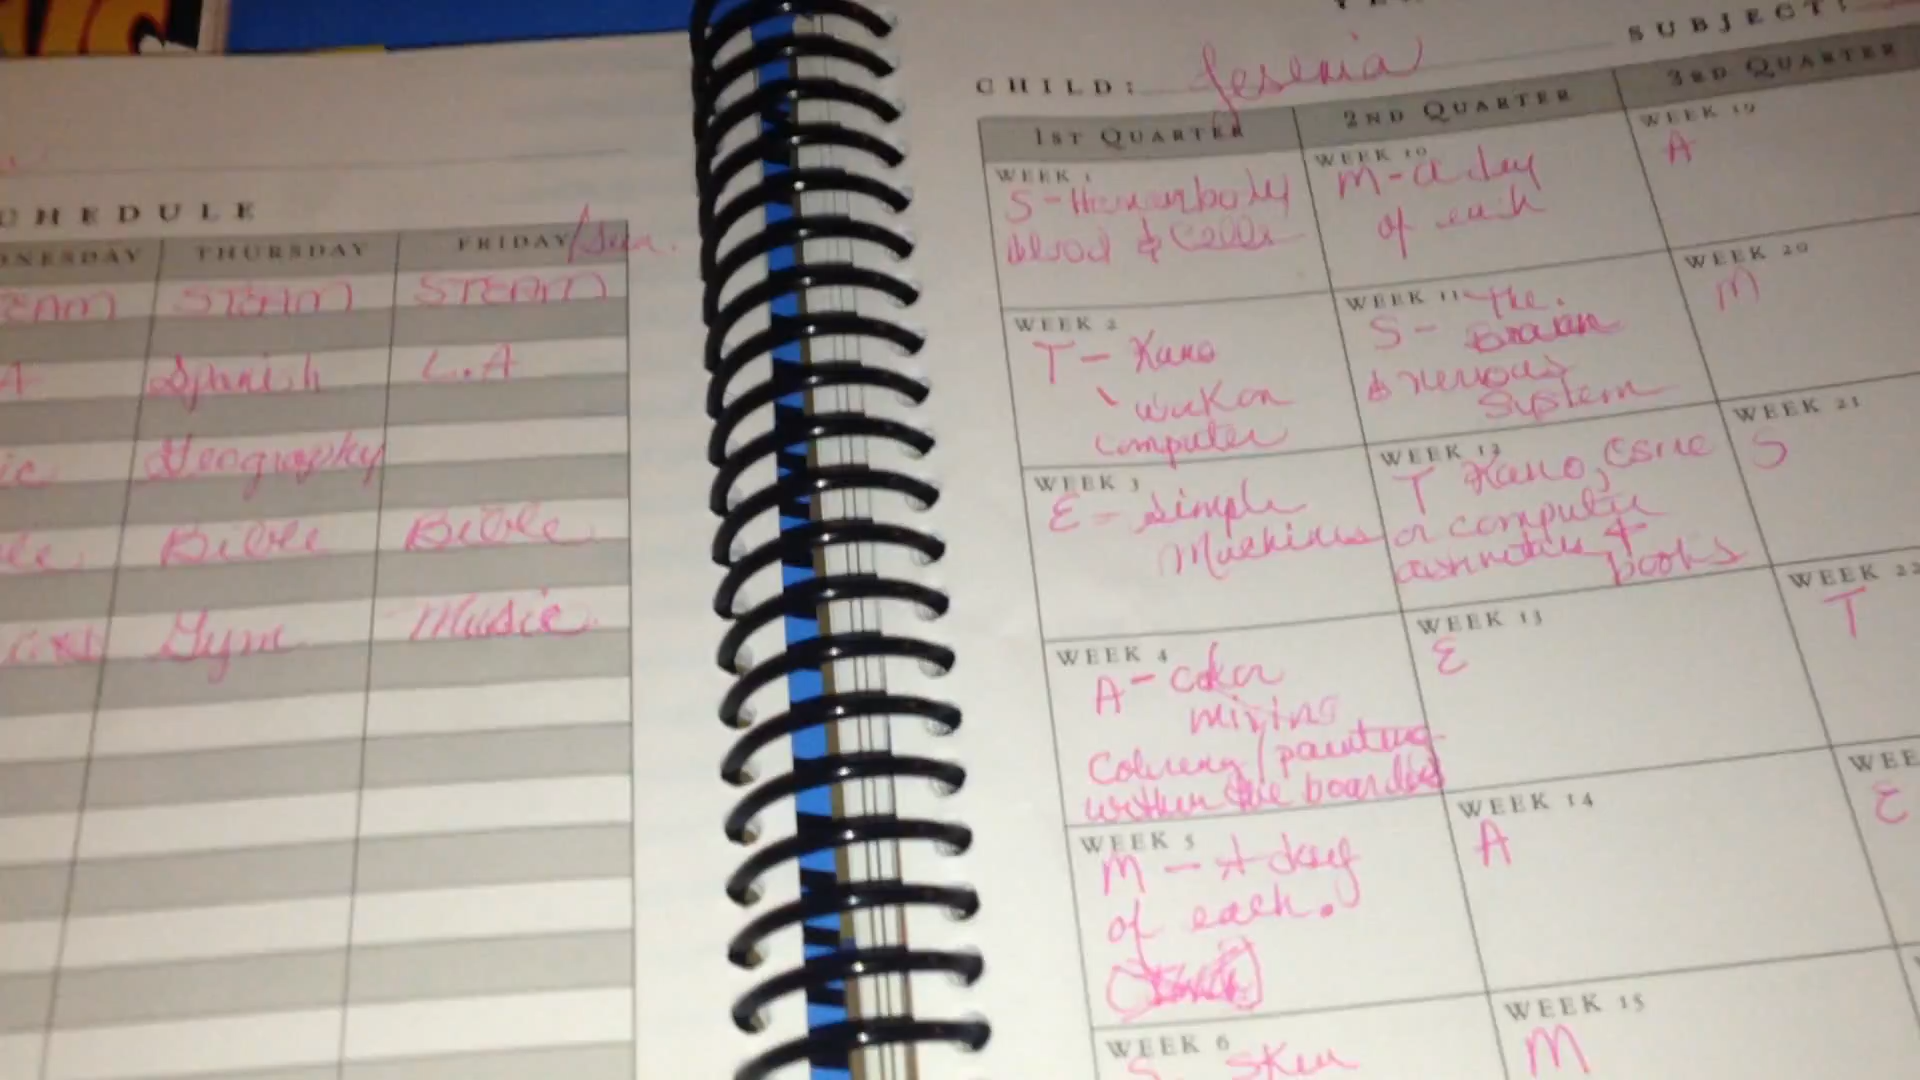 SCHEDULE
THURSDAY
FRIDAY
STEAM
STEAM
Spanish
L.A
Geography
Bible
Bible
Gym
Music
SUBJECT:
CHILD: Jesenia
1ST QUARTER
2ND QUARTER
3RD QUARTER
WEEK 1
S - Human body
blood & Cells
WEEK 2
T - Kano
work on
computer
WEEK 3
E - Simple
Machines
WEEK 4
A - color
mixing
Coloring / painting
within the boarders
WEEK 5
M - A day
of each.
WEEK 6
S - Skin
WEEK 10
M - a day
of each
WEEK 11 - The
S - Brain
& nervous
System
WEEK 12
T Kano,
or computer
books
WEEK 13
E
WEEK 14
A
WEEK 15
M
WEEK 19
A
WEEK 20
M
WEEK 21
S
WEEK 22
T
E